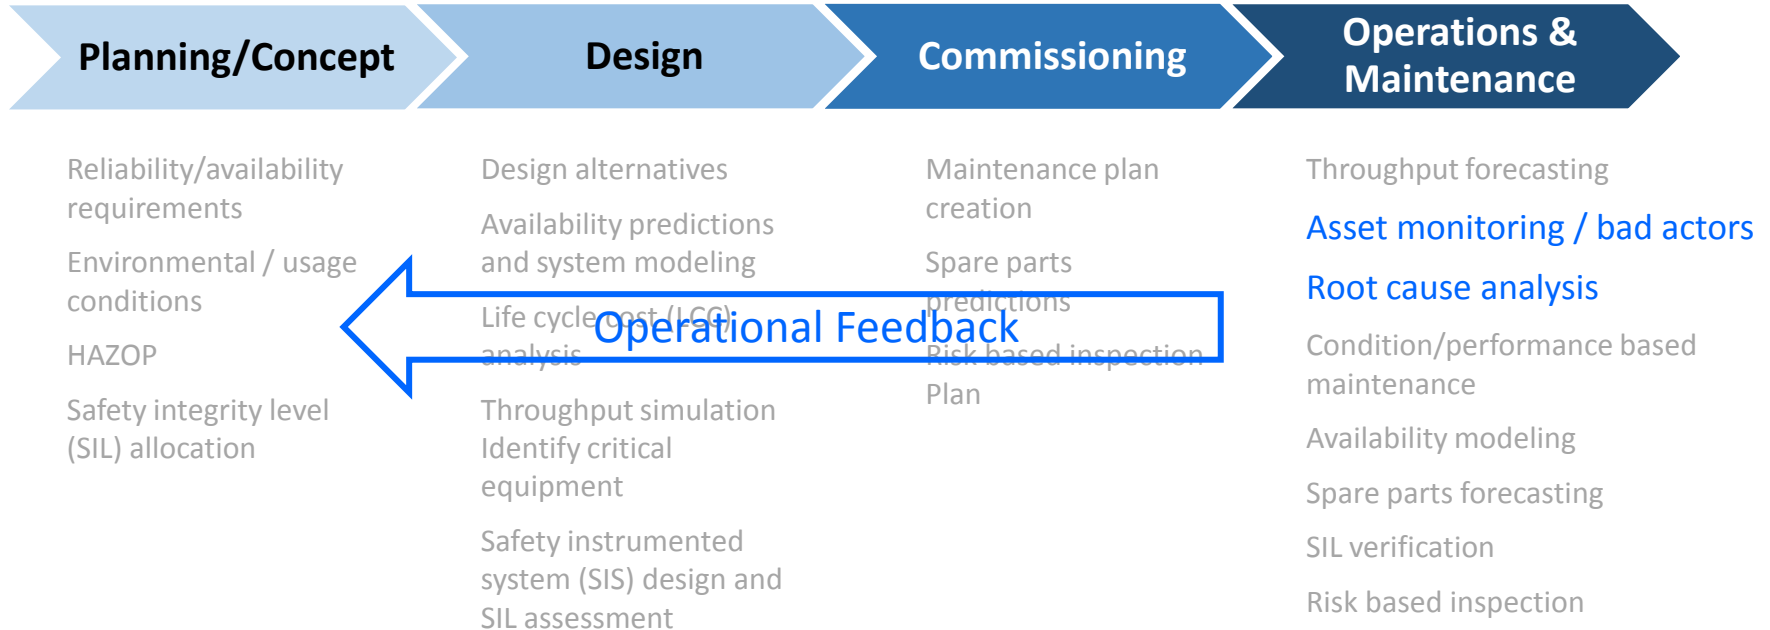 Planning/Concept
Design
Commissioning
Operations &
Maintenance
Reliability/availability
requirements
Environmental / usage
conditions
HAZOP
Safety integrity level
(SIL) allocation
Design alternatives
Availability predictions
and system modeling
Life cycle cost (LCC)
analysis
Throughput simulation
Identify critical
equipment
Safety instrumented
system (SIS) design and
SIL assessment
Maintenance plan
creation
Spare parts
predictions
Risk based inspection
Plan
Operational Feedback
Throughput forecasting
Asset monitoring / bad actors
Root cause analysis
Condition/performance based
maintenance
Availability modeling
Spare parts forecasting
SIL verification
Risk based inspection